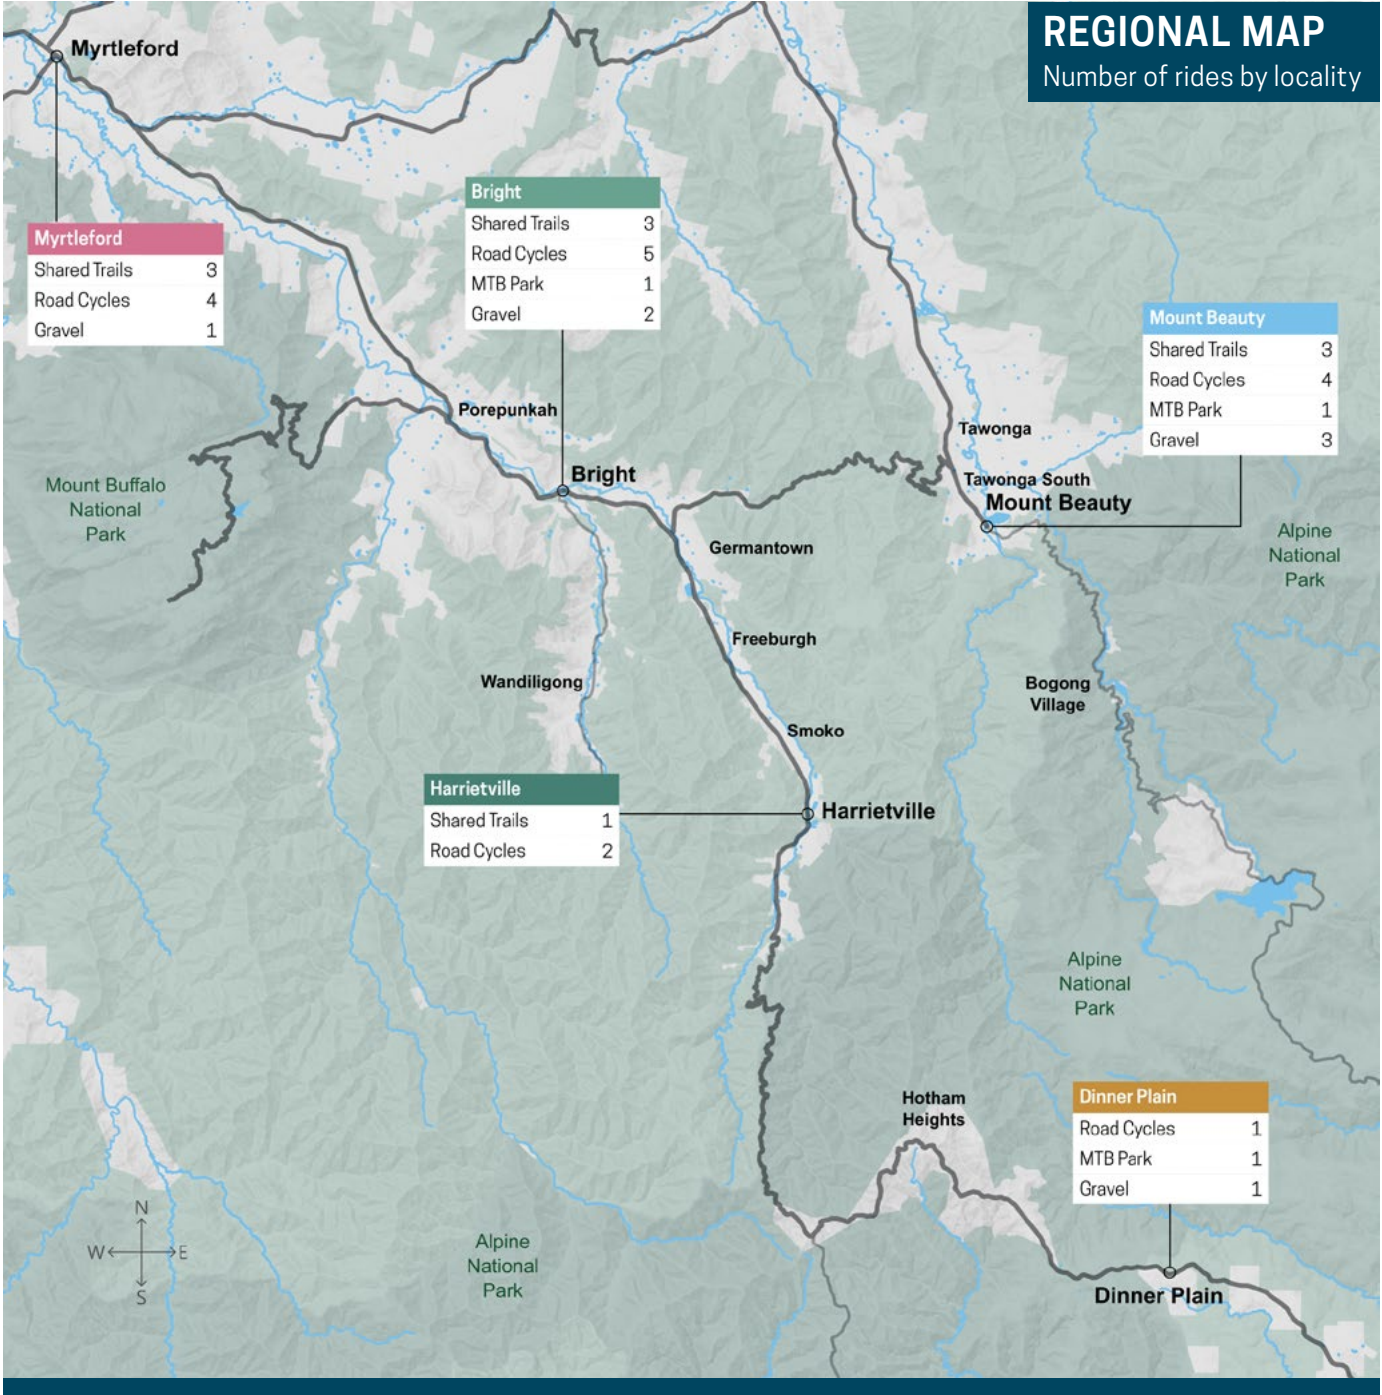 REGIONAL MAP
Number of rides by locality
Myrtleford
Bright
Shared Trails 3
Road Cycles 5
MTB Park 1
Gravel 2
Myrtleford
Shared Trails 3
Road Cycles 4
Gravel 1
Mount Beauty
Shared Trails 3
Road Cycles 4
MTB Park 1
Gravel 3
Porepunkah
Tawonga
Bright
Tawonga South
Mount Beauty
Mount Buffalo
National
Park
Germantown
Alpine
National
Park
Freeburgh
Wandiligong
Bogong
Village
Smoko
Harrietville
Shared Trails 1
Road Cycles 2
Harrietville
Alpine
National
Park
Hotham
Heights
Dinner Plain
Road Cycles 1
MTB Park 1
Gravel 1
N
W E
S
Alpine
National
Park
Dinner Plain